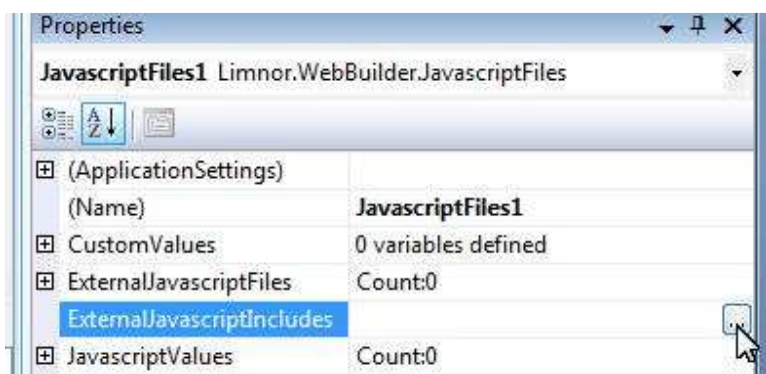 Properties
JavascriptFiles1 Limnor.WebBuilder.JavascriptFiles
(ApplicationSettings)
(Name) JavascriptFiles1
CustomValues 0 variables defined
ExternalJavascriptFiles Count:0
ExternalJavascriptIncludes ...
JavascriptValues Count:0